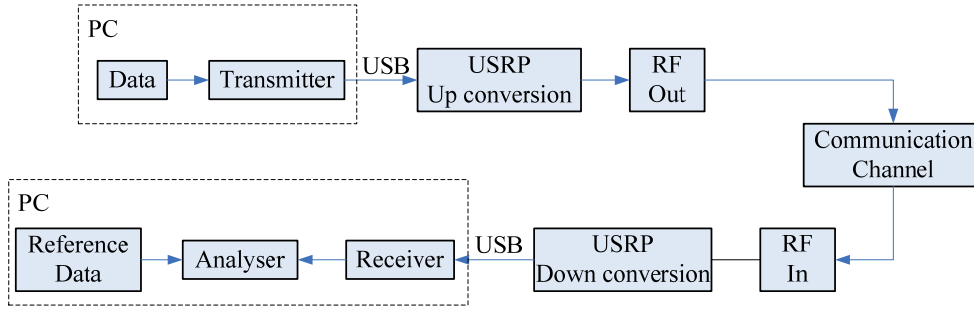 PC
Data
Transmitter
USB
USRP
Up conversion
RF
Out
Communication
Channel
PC
Reference
Data
Analyser
Receiver
USB
USRP
Down conversion
RF
In